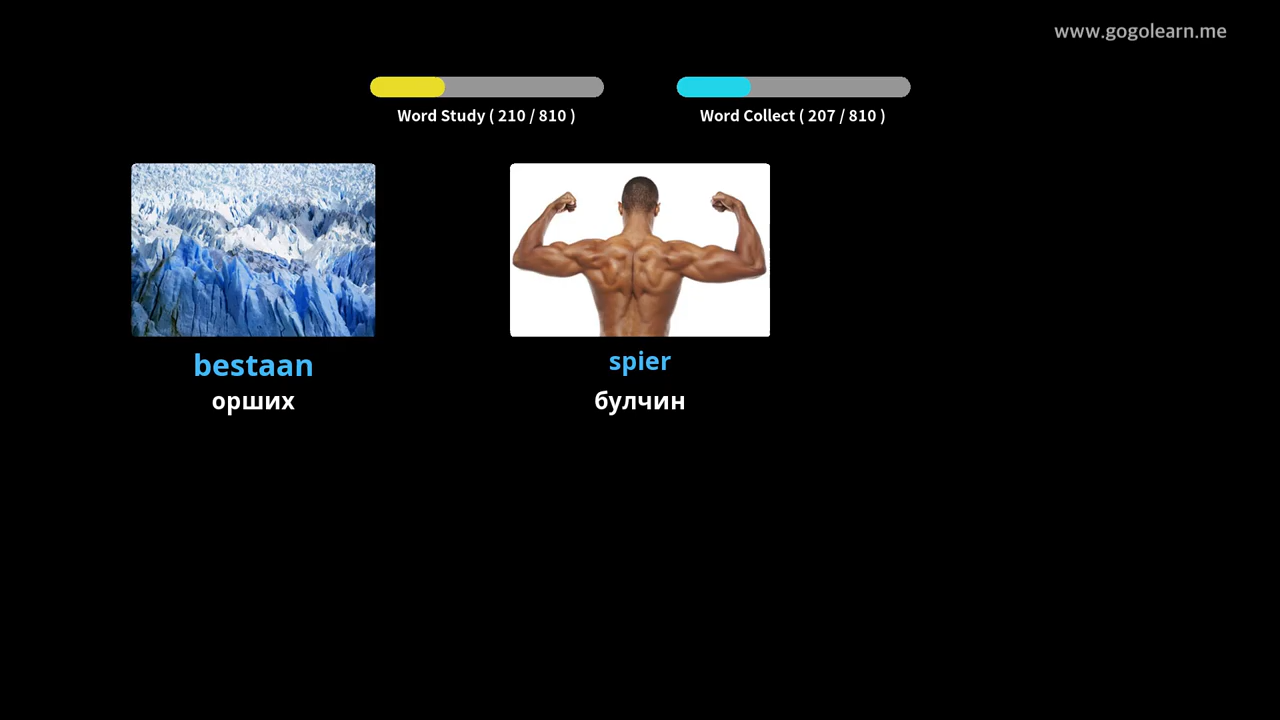 www.gogolearn.me
Word Study ( 210 / 810 )
Word Collect ( 207 / 810 )
bestaan
орших
spier
булчин